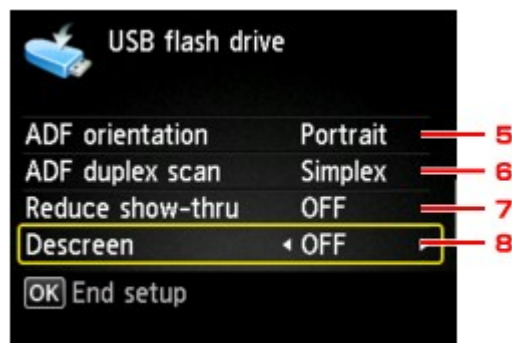 USB flash drive
ADF orientation Portrait 5
ADF duplex scan Simplex 6
Reduce show-thru OFF 7
Descreen OFF 8
OK End setup